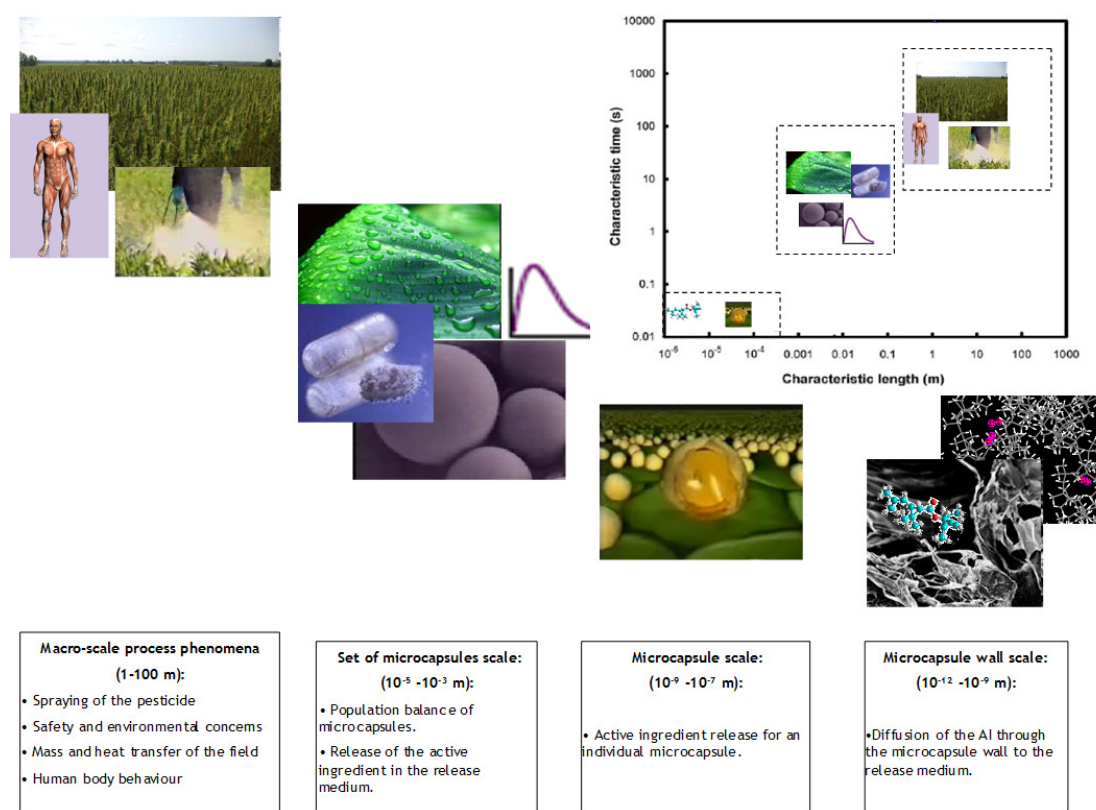 10000
1000
100
10
1
0.1
0.01
Characteristic time (s)
10⁻⁶ 10⁻⁵ 10⁻⁴ 0.001 0.01 0.1 1 10 100 1000
Characteristic length (m)
Macro-scale process phenomena
(1-100 m):
• Spraying of the pesticide
• Safety and environmental concerns
• Mass and heat transfer of the field
• Human body behaviour
Set of microcapsules scale:
(10⁻⁵ -10⁻³ m):
• Population balance of
microcapsules.
• Release of the active
ingredient in the release
medium.
Microcapsule scale:
(10⁻⁹ -10⁻⁷ m):
• Active ingredient release for an
individual microcapsule.
Microcapsule wall scale:
(10⁻¹² -10⁻⁹ m):
•Diffusion of the AI through
the microcapsule wall to the
release medium.